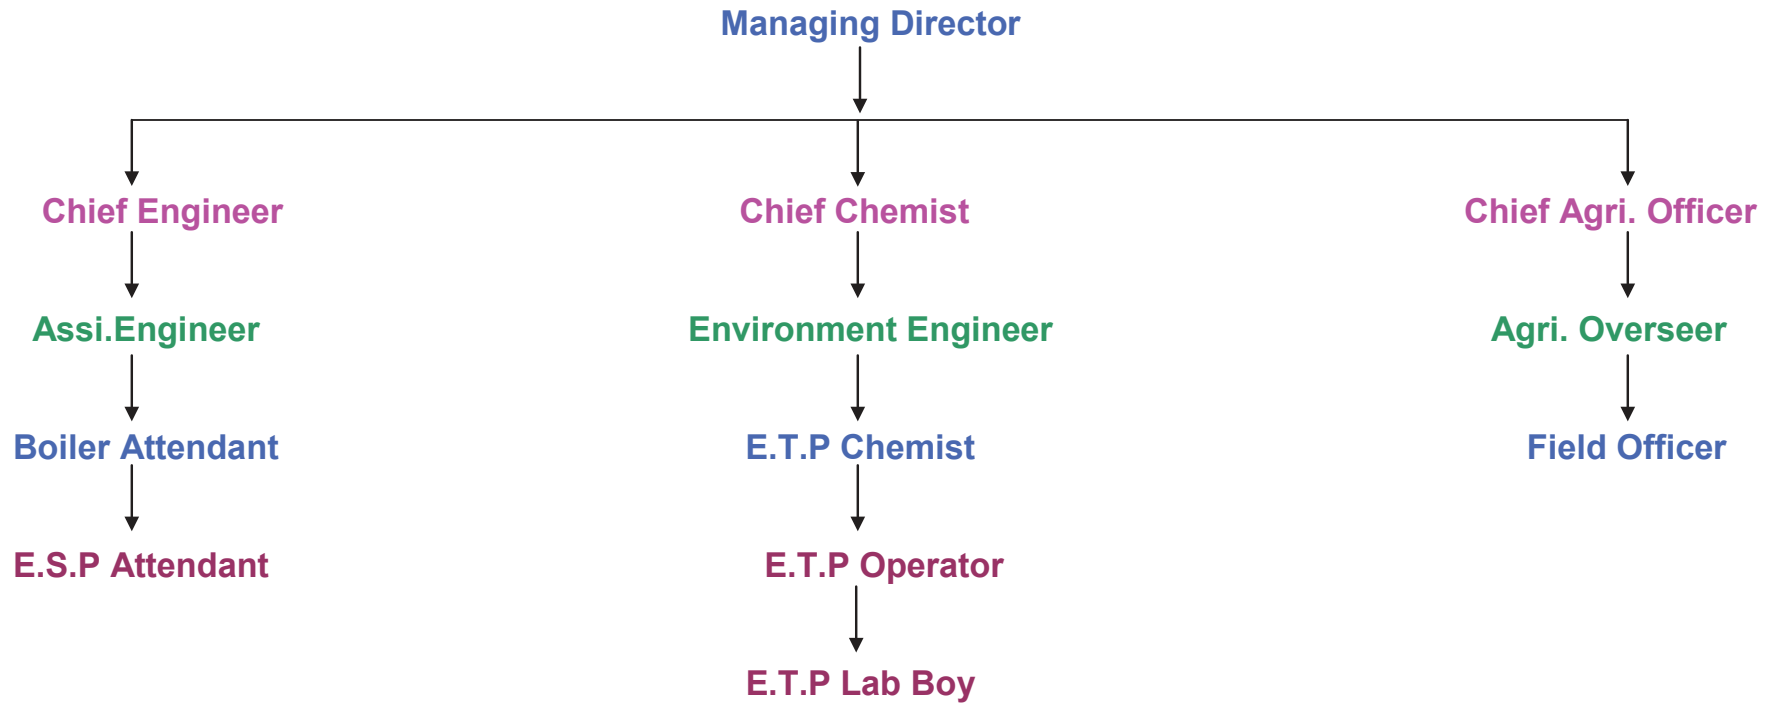 Managing Director
Chief Engineer
Chief Chemist
Chief Agri. Officer
Assi.Engineer
Environment Engineer
Agri. Overseer
Boiler Attendant
E.T.P Chemist
Field Officer
E.S.P Attendant
E.T.P Operator
E.T.P Lab Boy